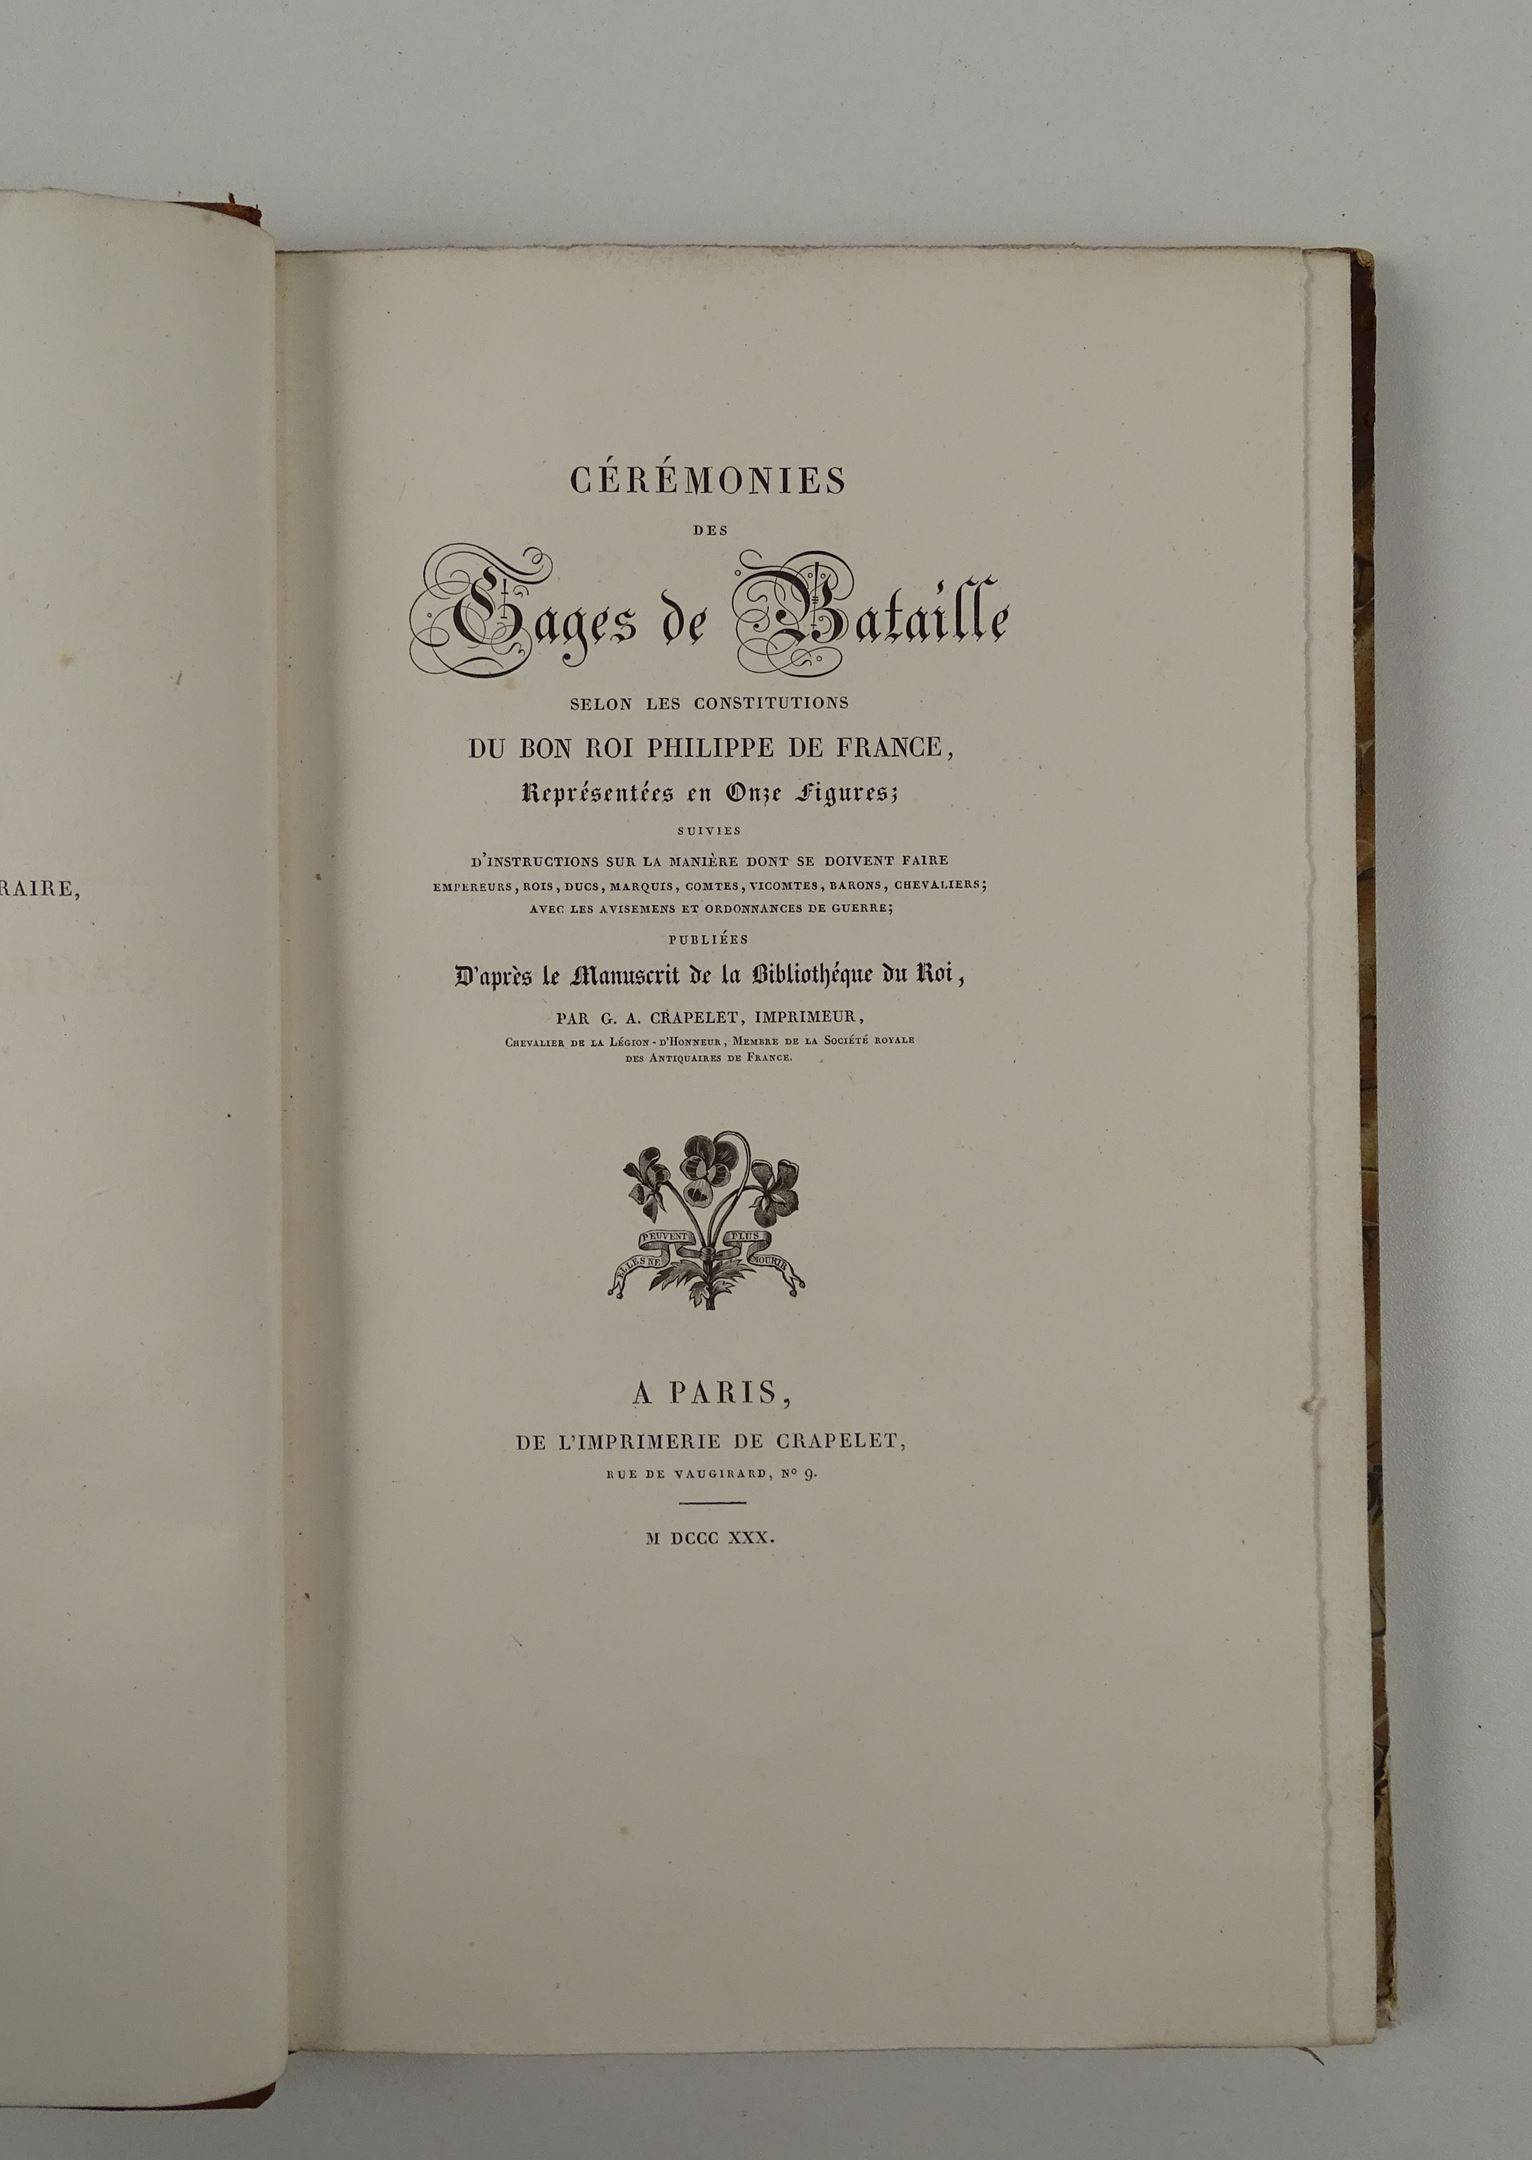 RAIRE,
CÉRÉMONIES
DES
Gages de Bataille
SELON LES CONSTITUTIONS
DU BON ROI PHILIPPE DE FRANCE,
Représentées en Onze Figures;
SUIVIES
D'INSTRUCTIONS SUR LA MANIÈRE DONT SE DOIVENT FAIRE
EMPEREURS, ROIS, DUCS, MARQUIS, COMTES, VICOMTES, BARONS, CHEVALIERS;
AVEC LES AVISEMENS ET ORDONNANCES DE GUERRE;
PUBLIÉES
D'après le Manuscrit de la Bibliothéque du Roi,
PAR G. A. CRAPELET, IMPRIMEUR,
CHEVALIER DE LA LÉGION-D'HONNEUR, MEMBRE DE LA SOCIÉTÉ ROYALE
DES ANTIQUAIRES DE FRANCE.
ELLES NE PEUVENT PLUS MOURIR
A PARIS,
DE L'IMPRIMERIE DE CRAPELET,
RUE DE VAUGIRARD, Nº 9.
M DCCC XXX.